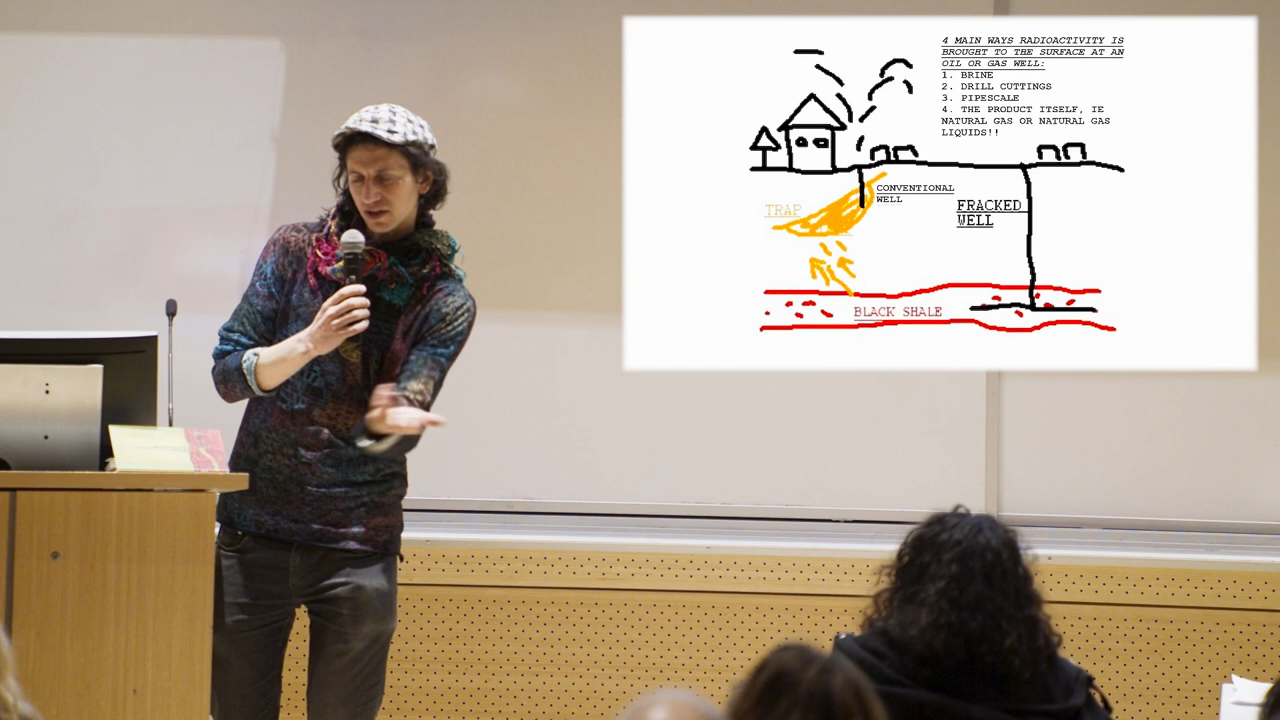 4 MAIN WAYS RADIOACTIVITY IS
BROUGHT TO THE SURFACE AT AN
OIL OR GAS WELL:
1. BRINE
2. DRILL CUTTINGS
3. PIPESCALE
4. THE PRODUCT ITSELF, IE
NATURAL GAS OR NATURAL GAS
LIQUIDS!!
CONVENTIONAL
WELL
TRAP
FRACKED
WELL
BLACK SHALE